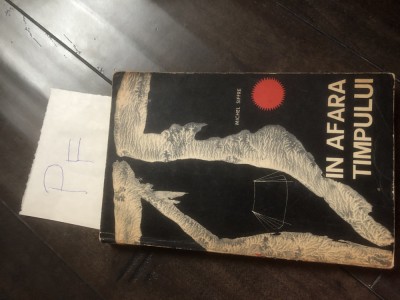 MICHEL SIFFRE
IN AFARA
TIMPULUI
PF